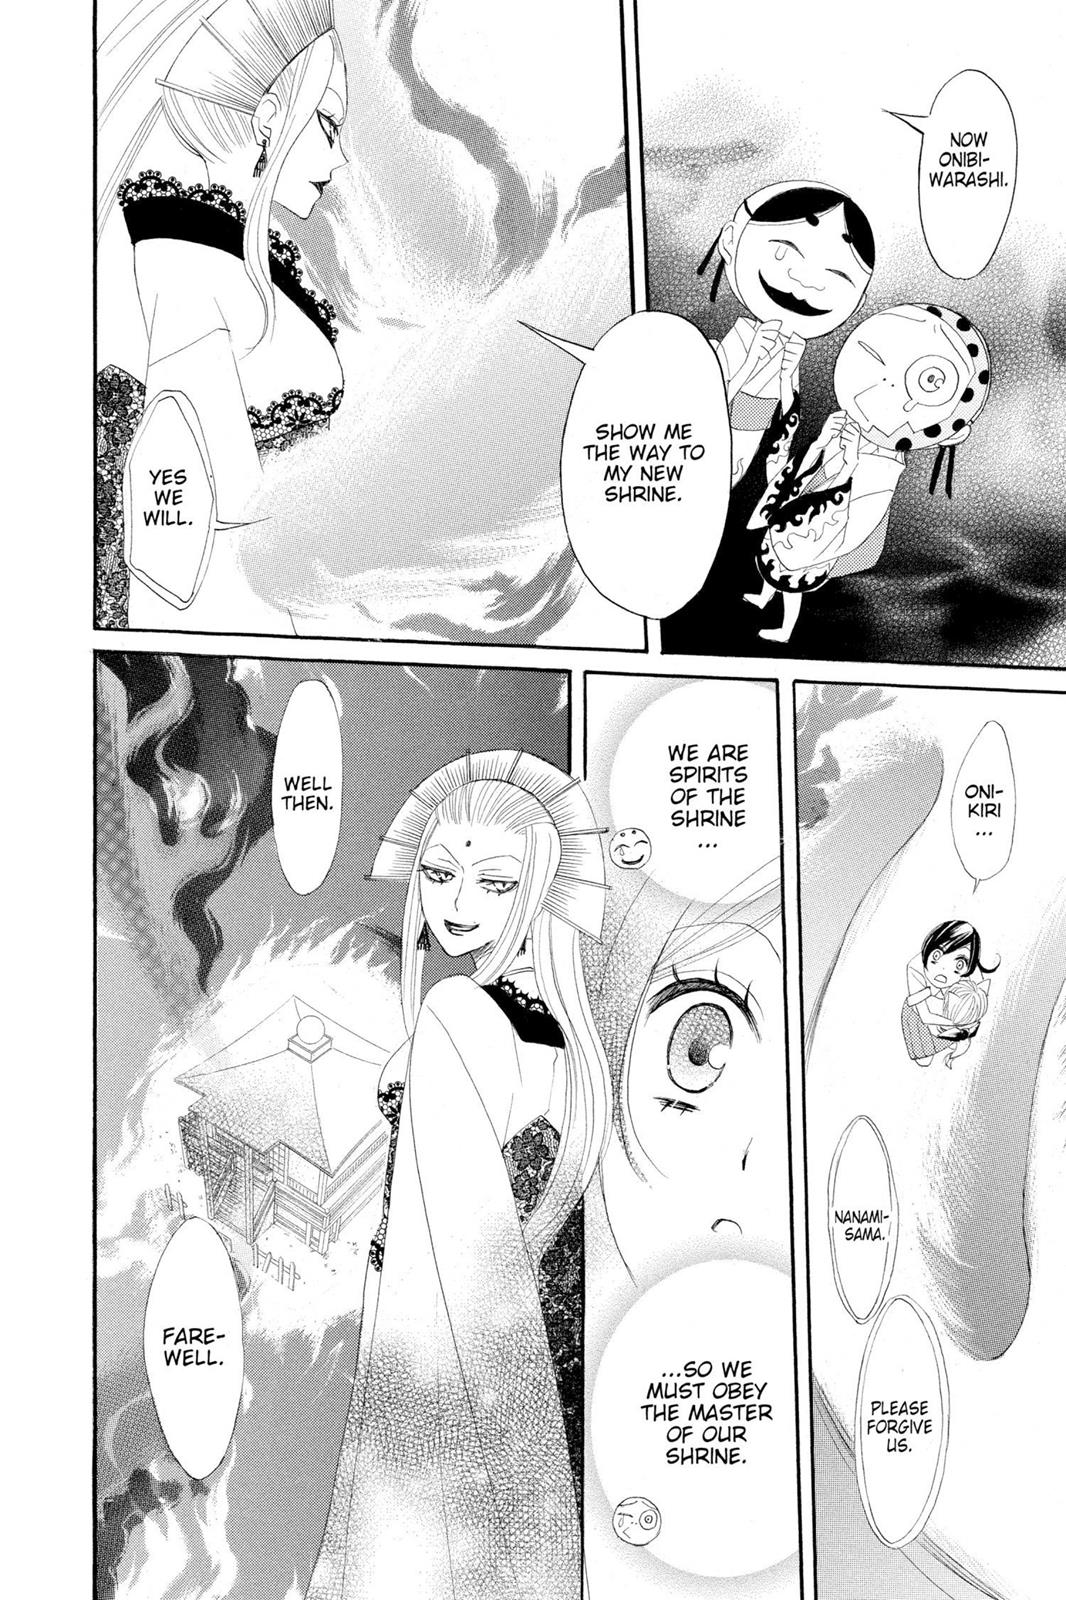 NOW
ONIBI-
WARASHI.
SHOW ME
THE WAY TO
MY NEW
SHRINE.
YES
WE
WILL.
ONI-
KIRI
...
NANAMI-
SAMA.
PLEASE
FORGIVE
US.
WE ARE
SPIRITS
OF THE
SHRINE
...
...SO WE
MUST OBEY
THE MASTER
OF OUR
SHRINE.
WELL
THEN.
FARE-
WELL.